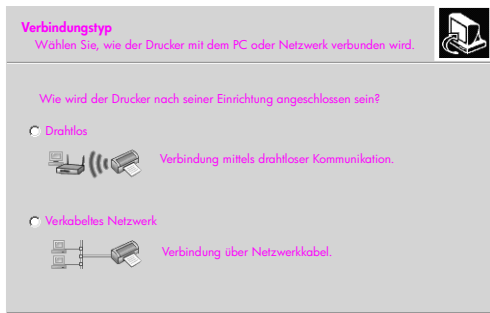 Verbindungstyp
Wählen Sie, wie der Drucker mit dem PC oder Netzwerk verbunden wird.
Wie wird der Drucker nach seiner Einrichtung angeschlossen sein?
Drahtlos
Verbindung mittels drahtloser Kommunikation.
Verkabeltes Netzwerk
Verbindung über Netzwerkkabel.